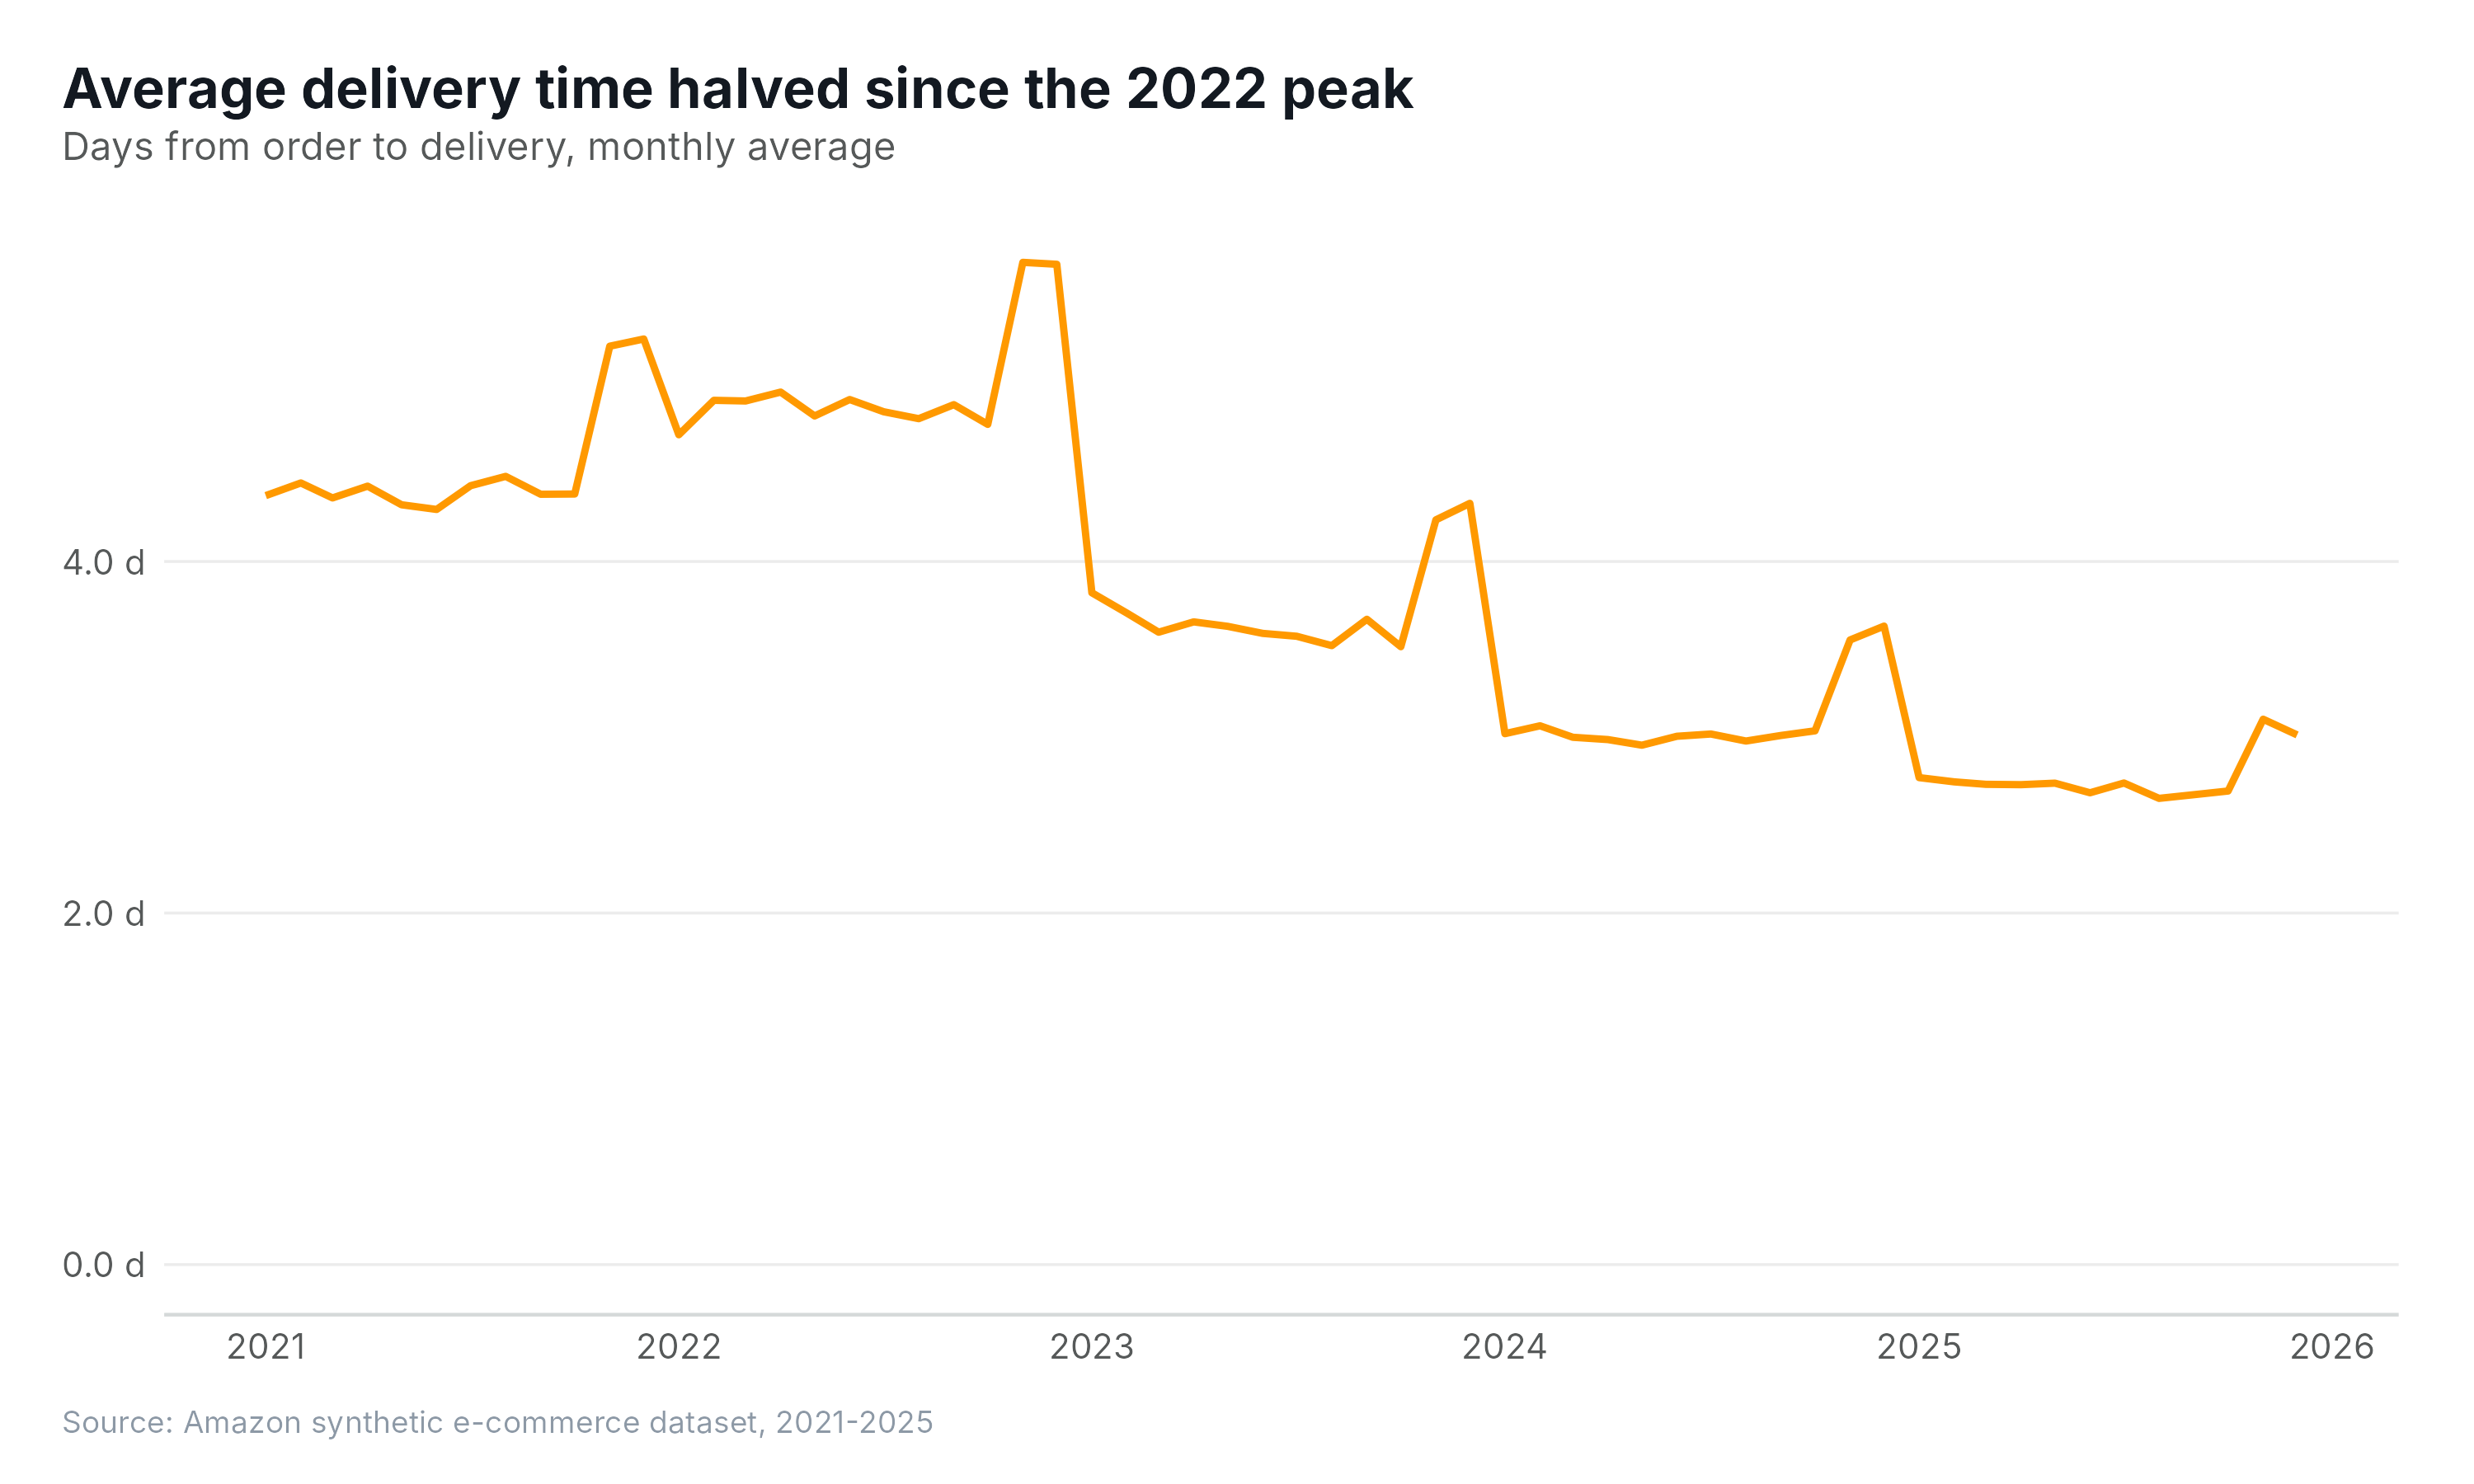 Average delivery time halved since the 2022 peak
Days from order to delivery, monthly average
4.0 d
2.0 d
0.0 d
2021 2022 2023 2024 2025 2026
Source: Amazon synthetic e-commerce dataset, 2021-2025